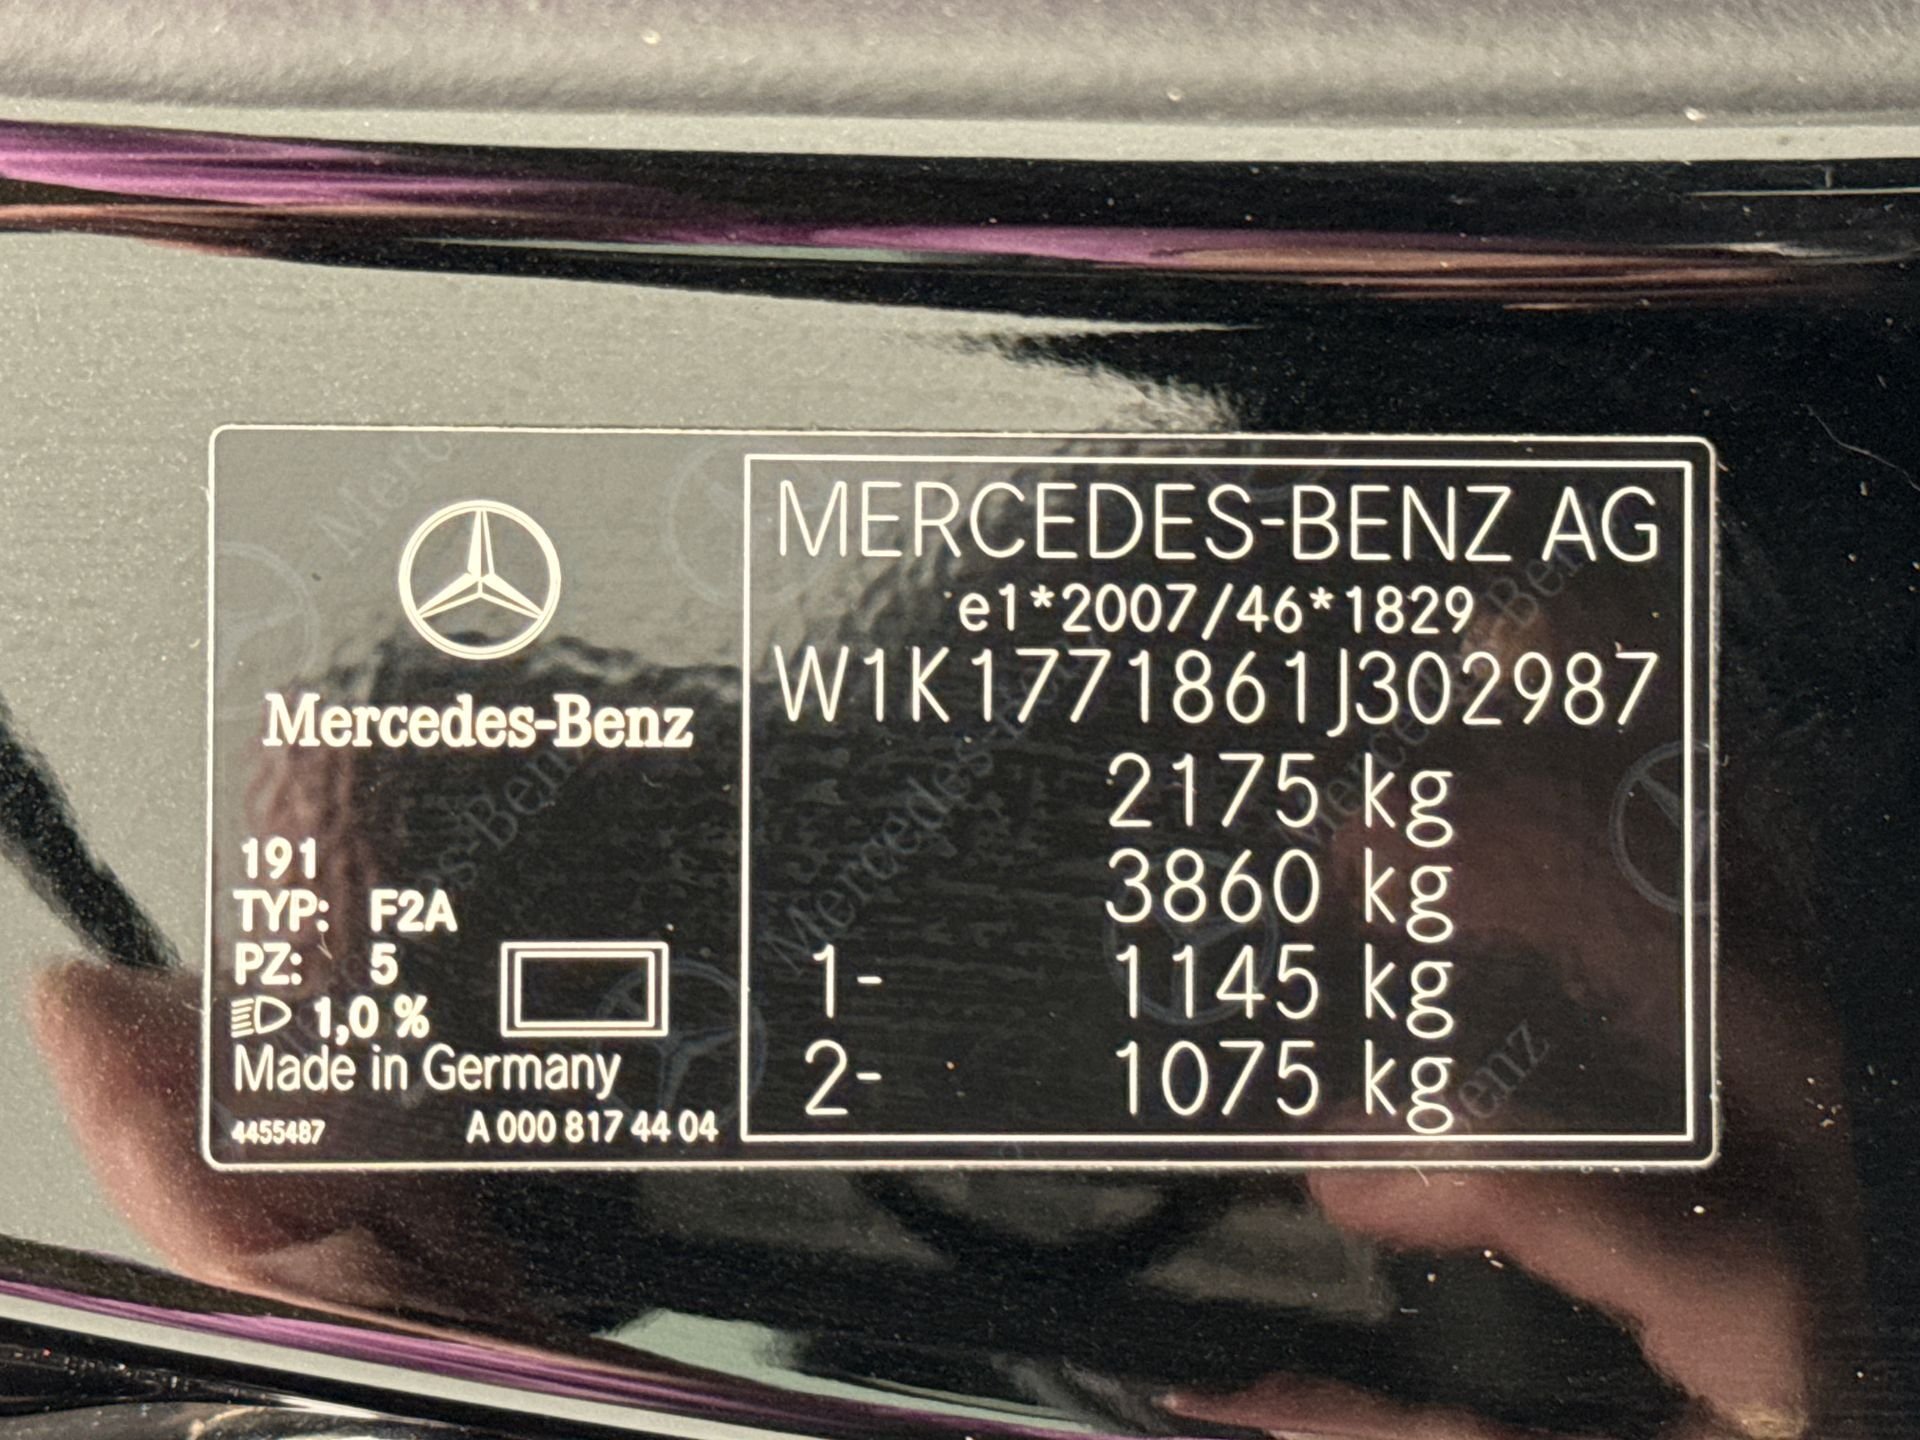 Mercedes-Benz
191
TYP: F2A
PZ: 5
1,0 %
Made in Germany
4455487 A 000 817 44 04
MERCEDES-BENZ AG
e1*2007/46*1829
W1K1771861J302987
2175 kg
3860 kg
1- 1145 kg
2- 1075 kg